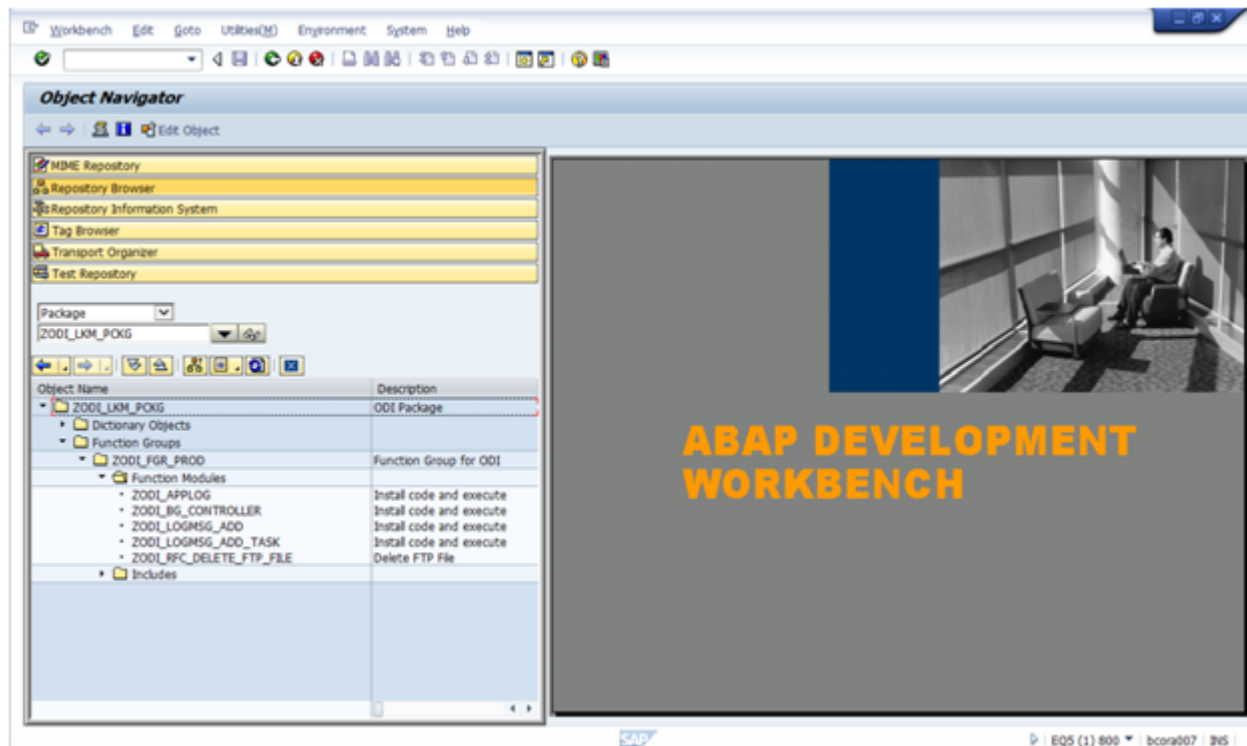 Workbench Edit Goto Utilities(M) Environment System Help
Object Navigator
Edit Object
MIME Repository
Repository Browser
Repository Information System
Tag Browser
Transport Organizer
Test Repository
Package
ZODI_LKM_PCKG
Object Name Description
ZODI_LKM_PCKG ODI Package
Dictionary Objects
Function Groups
ZODI_FGR_PROD Function Group for ODI
Function Modules
ZODI_APPLOG Install code and execute
ZODI_BG_CONTROLLER Install code and execute
ZODI_LOGMSG_ADD Install code and execute
ZODI_LOGMSG_ADD_TASK Install code and execute
ZODI_RFC_DELETE_FTP_FILE Delete FTP File
Includes
ABAP DEVELOPMENT
WORKBENCH
SAP EQ5 (1) 800 bcora007 INS